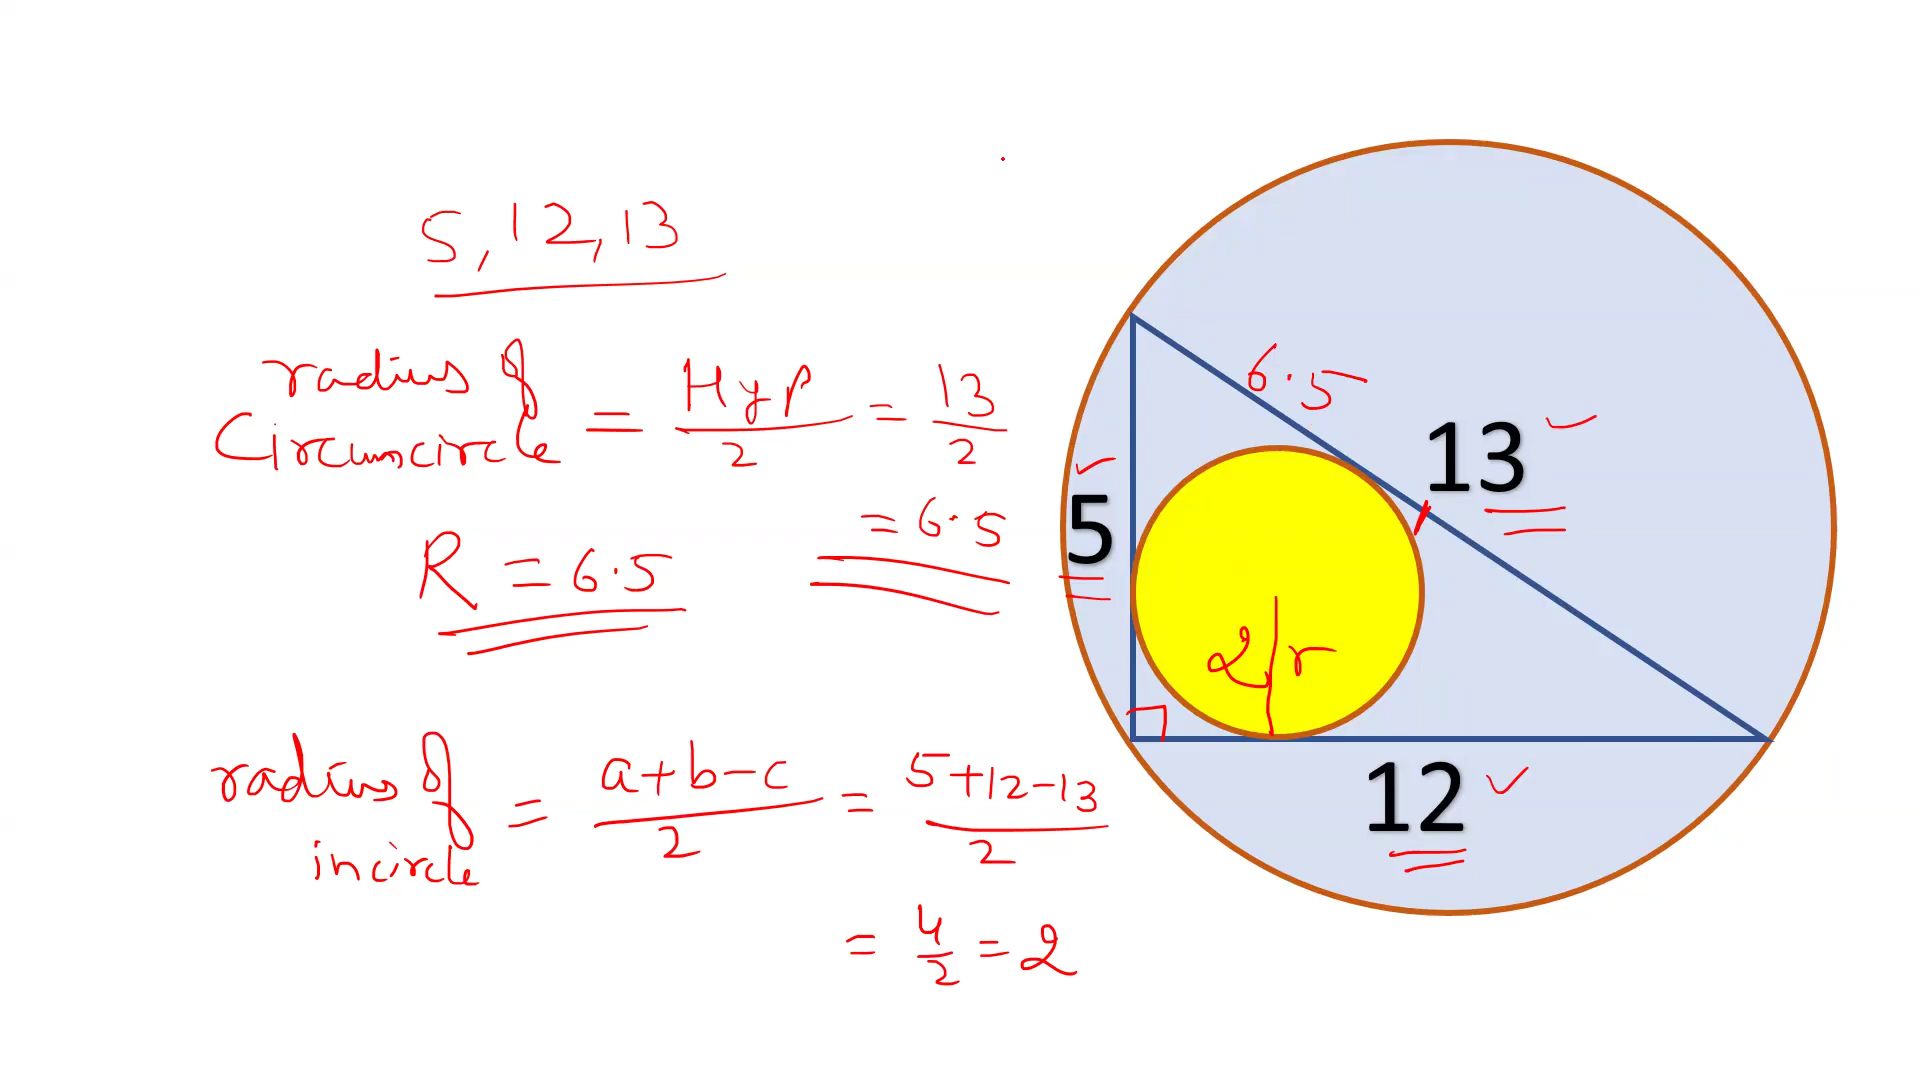 5, 12, 13
radius of
Circumcircle = Hyp/2 = 13/2
= 6.5
R = 6.5
radius of
incircle = a+b-c/2 = 5+12-13/2
= 4/2 = 2
6.5
13
5
2 r
12